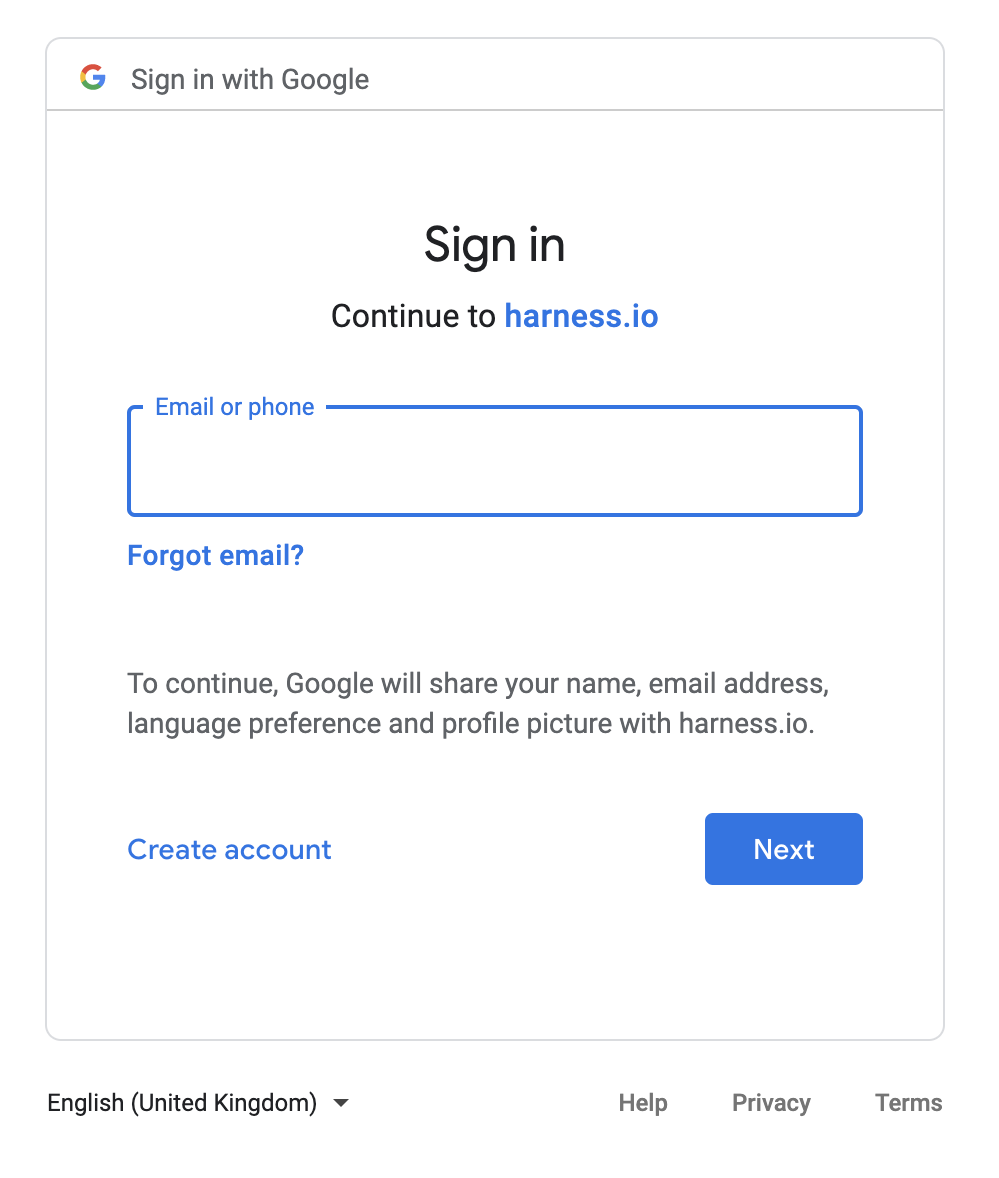 Sign in with Google
Sign in
Continue to harness.io
Email or phone
Forgot email?
To continue, Google will share your name, email address,
language preference and profile picture with harness.io.
Create account
Next
English (United Kingdom)
Help
Privacy
Terms